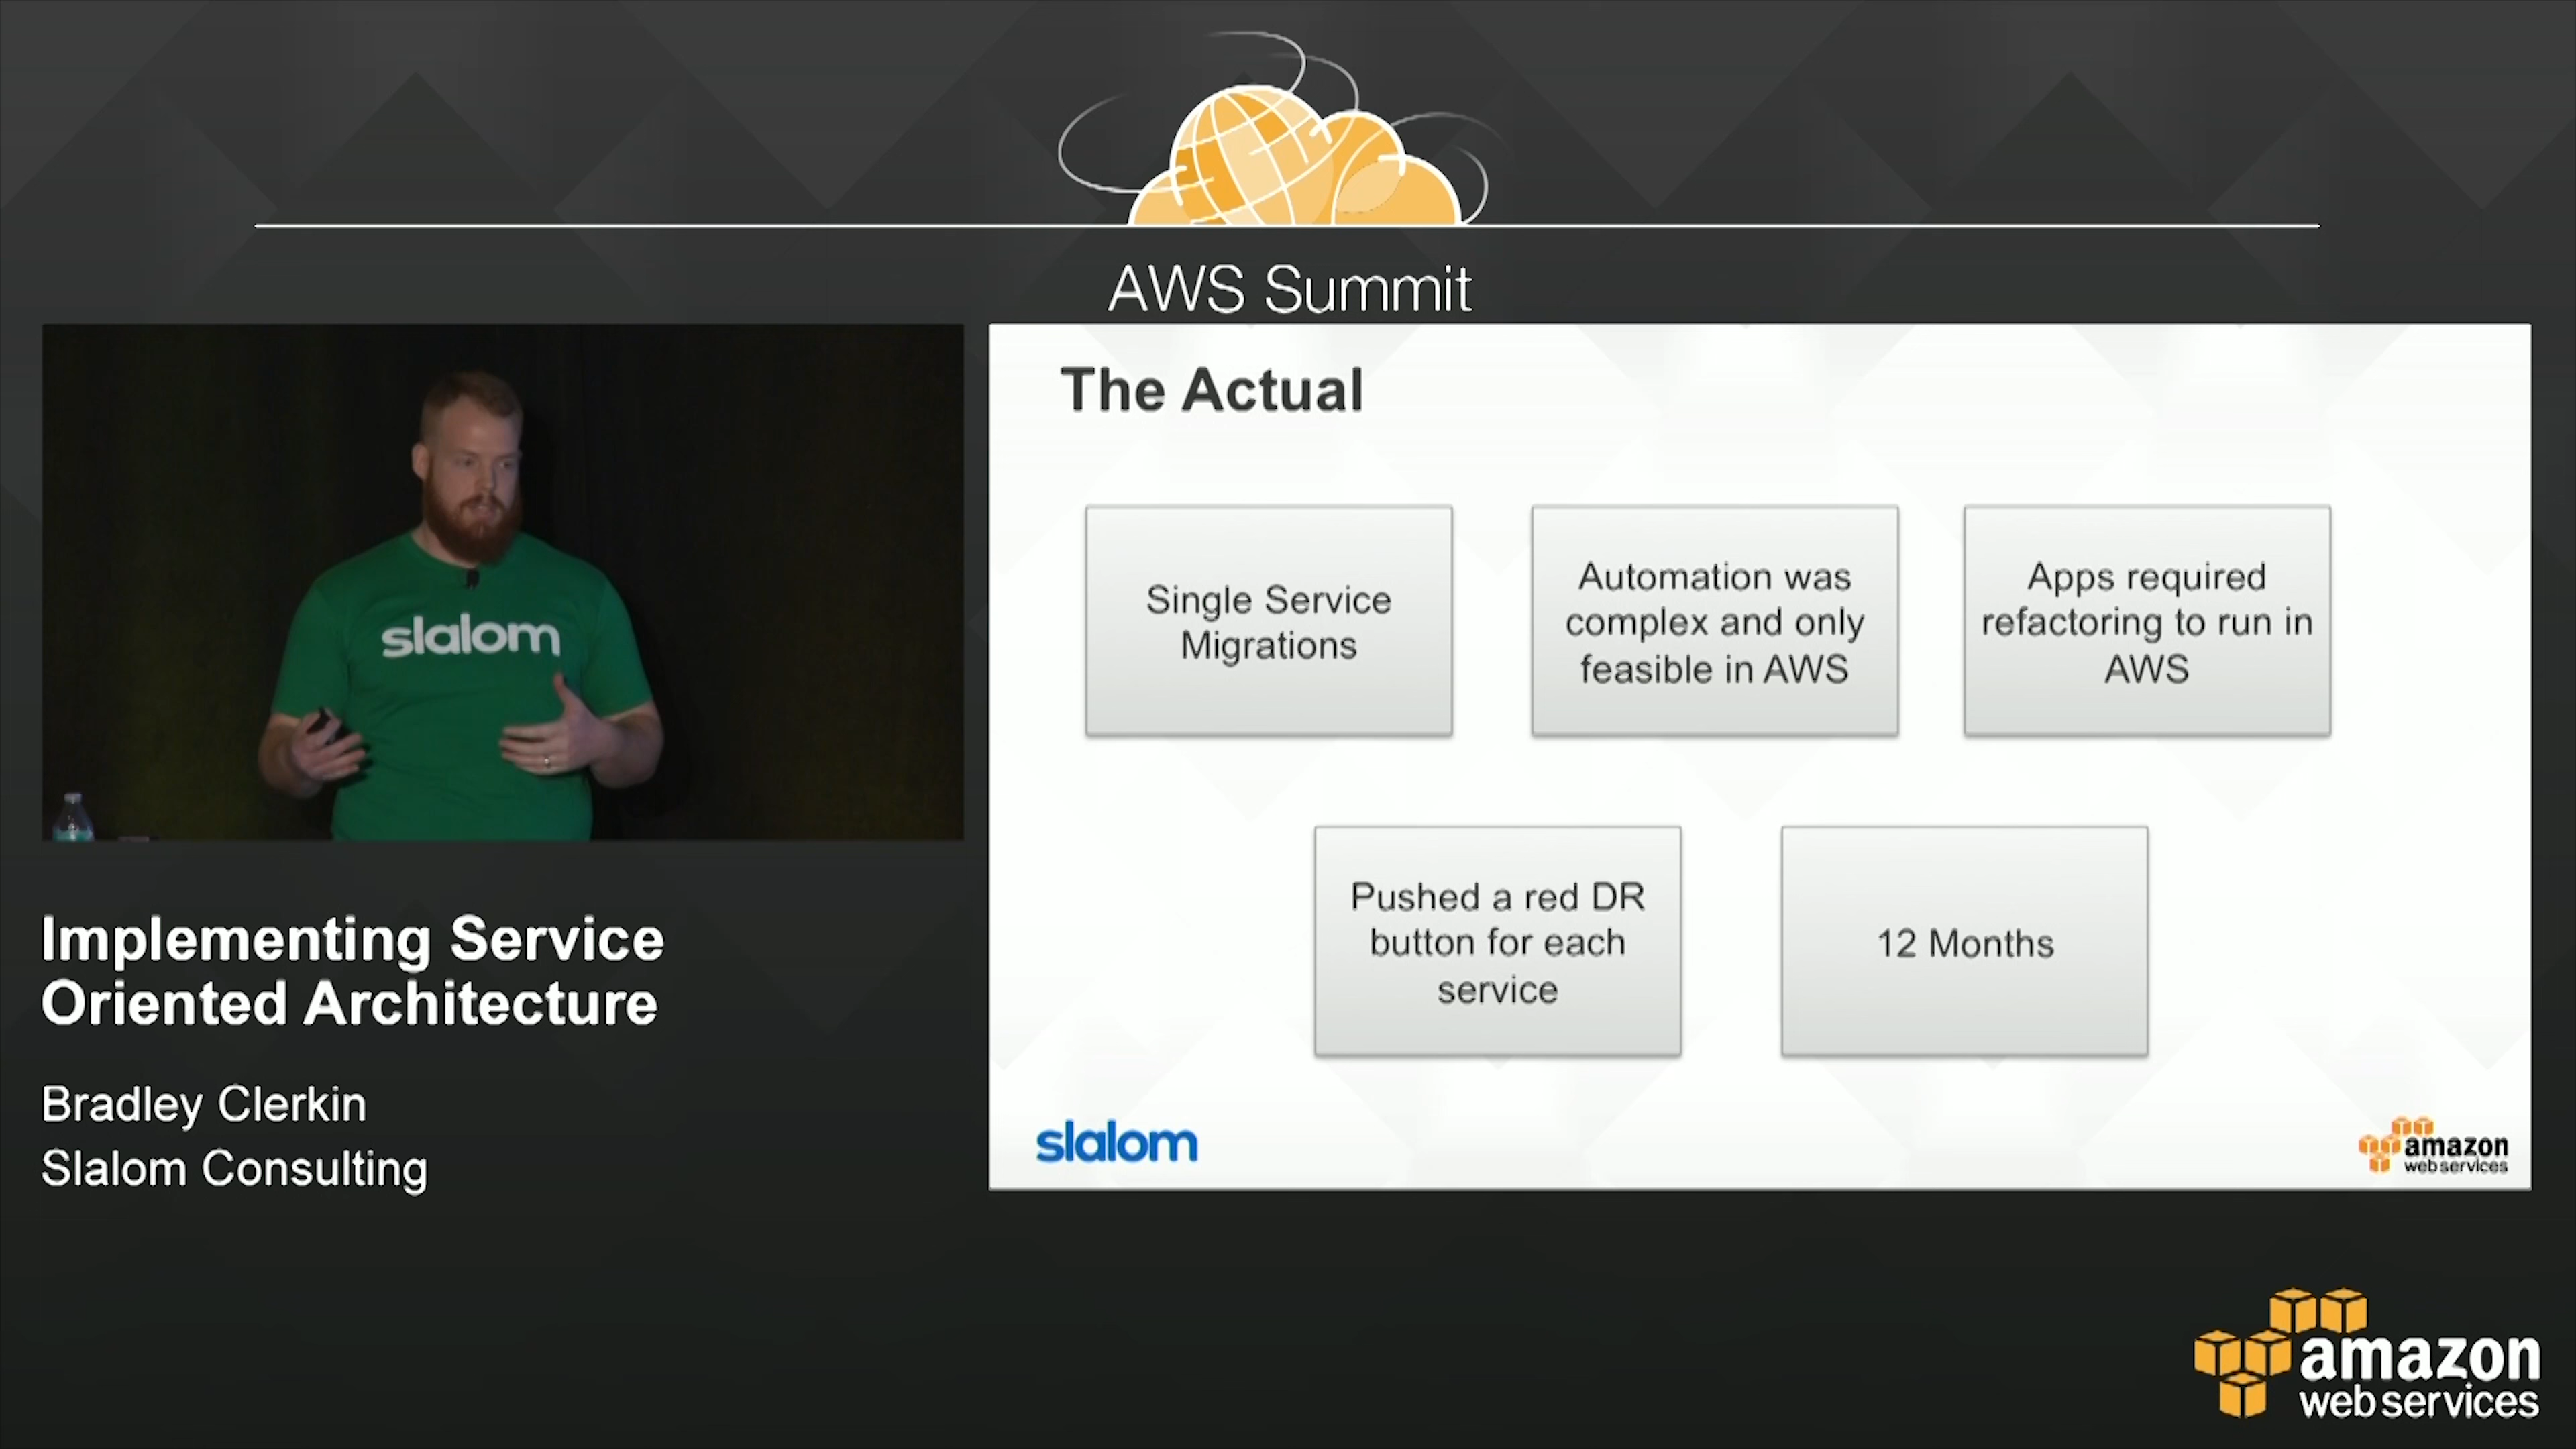 AWS Summit
slalom
Implementing Service
Oriented Architecture
Bradley Clerkin
Slalom Consulting
The Actual
Single Service
Migrations
Automation was
complex and only
feasible in AWS
Apps required
refactoring to run in
AWS
Pushed a red DR
button for each
service
12 Months
slalom
amazon
web services
amazon
web services